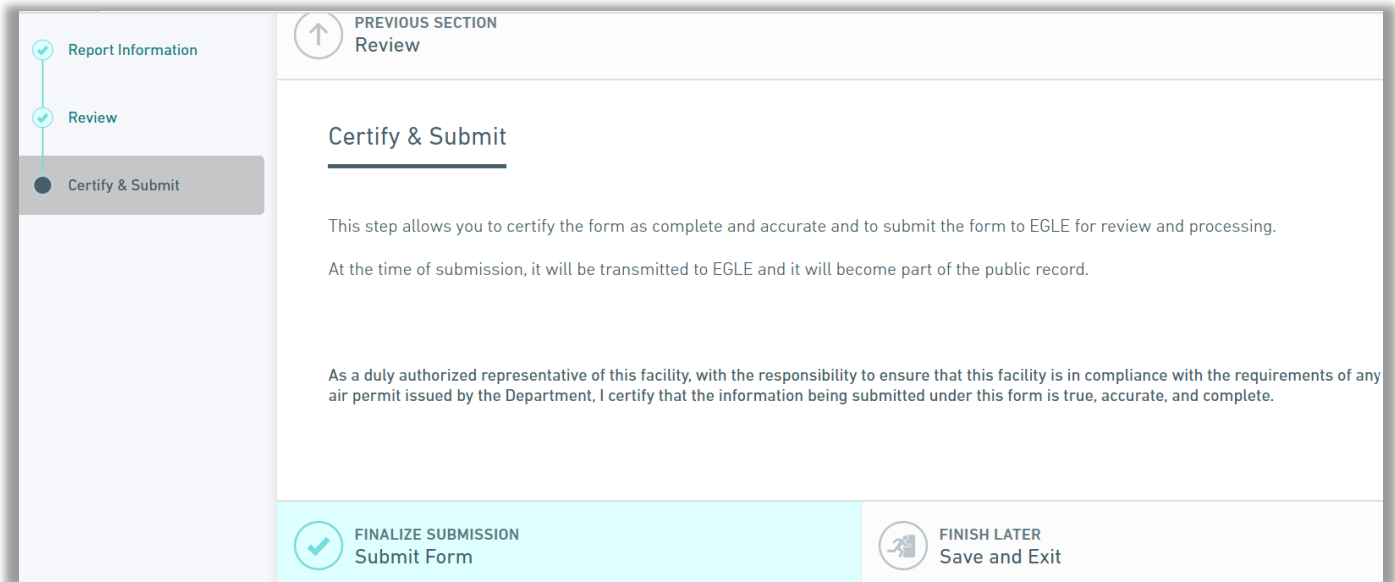 Report Information
Review
Certify & Submit
PREVIOUS SECTION
Review
Certify & Submit
This step allows you to certify the form as complete and accurate and to submit the form to EGLE for review and processing.
At the time of submission, it will be transmitted to EGLE and it will become part of the public record.
As a duly authorized representative of this facility, with the responsibility to ensure that this facility is in compliance with the requirements of any
air permit issued by the Department, I certify that the information being submitted under this form is true, accurate, and complete.
FINALIZE SUBMISSION
Submit Form
FINISH LATER
Save and Exit